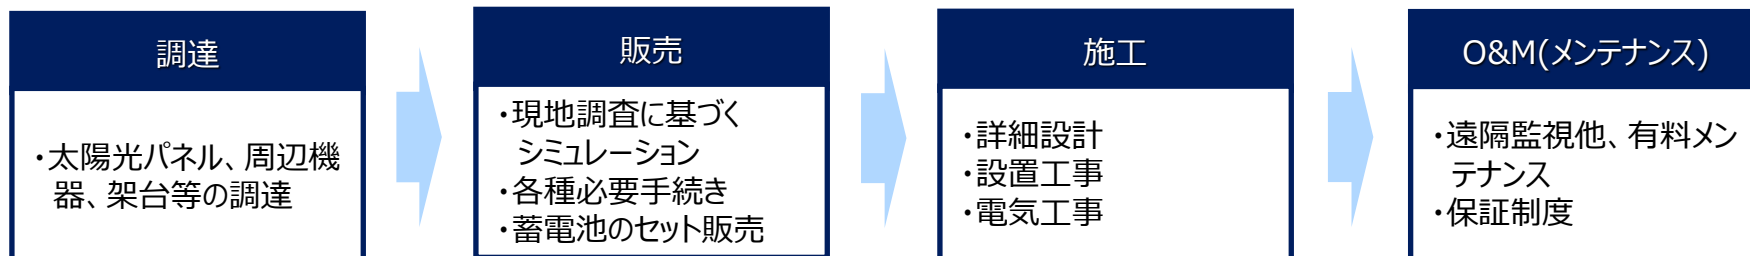 調達
・太陽光パネル、周辺機
器、架台等の調達
販売
・現地調査に基づく
シミュレーション
・各種必要手続き
・蓄電池のセット販売
施工
・詳細設計
・設置工事
・電気工事
O&M(メンテナンス)
・遠隔監視他、有料メン
テナンス
・保証制度